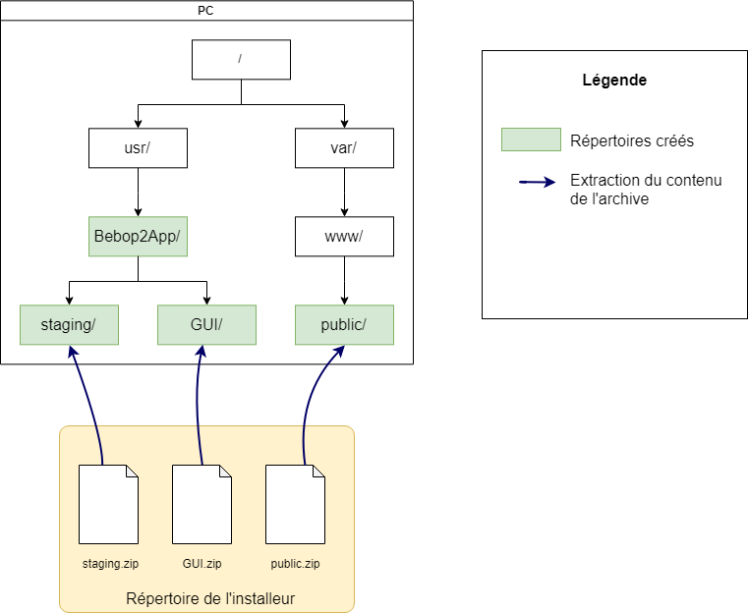 PC
/
usr/
var/
Bebop2App/
www/
staging/
GUI/
public/
staging.zip
GUI.zip
public.zip
Répertoire de l'installeur
Légende
Répertoires créés
Extraction du contenu
de l'archive